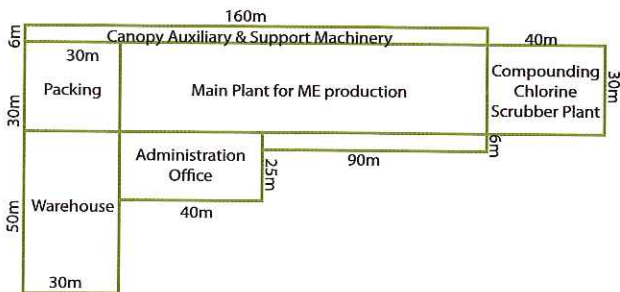 160m
6m
Canopy Auxiliary & Support Machinery
40m
30m
30m
Packing
Main Plant for ME production
Compounding
Chlorine
Scrubber Plant
30m
Administration
Office
25m
90m
6m
50m
Warehouse
40m
30m